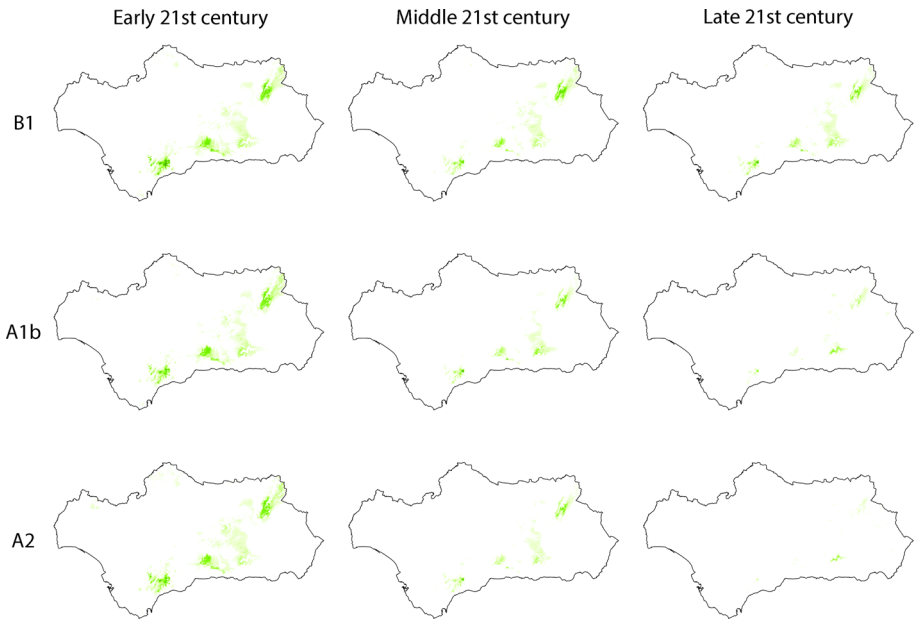 Early 21st century
Middle 21st century
Late 21st century
B1
A1b
A2